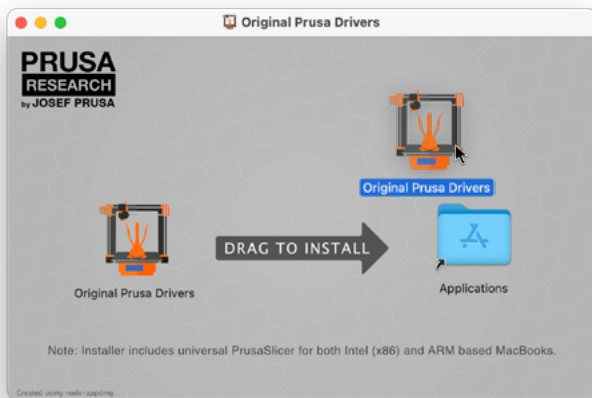 Original Prusa Drivers
PRUSA
RESEARCH
by JOSEF PRUSA
Original Prusa Drivers
DRAG TO INSTALL
Original Prusa Drivers
Applications
Note: Installer includes universal PrusaSlicer for both Intel (x86) and ARM based MacBooks.
Created using node-appdmg